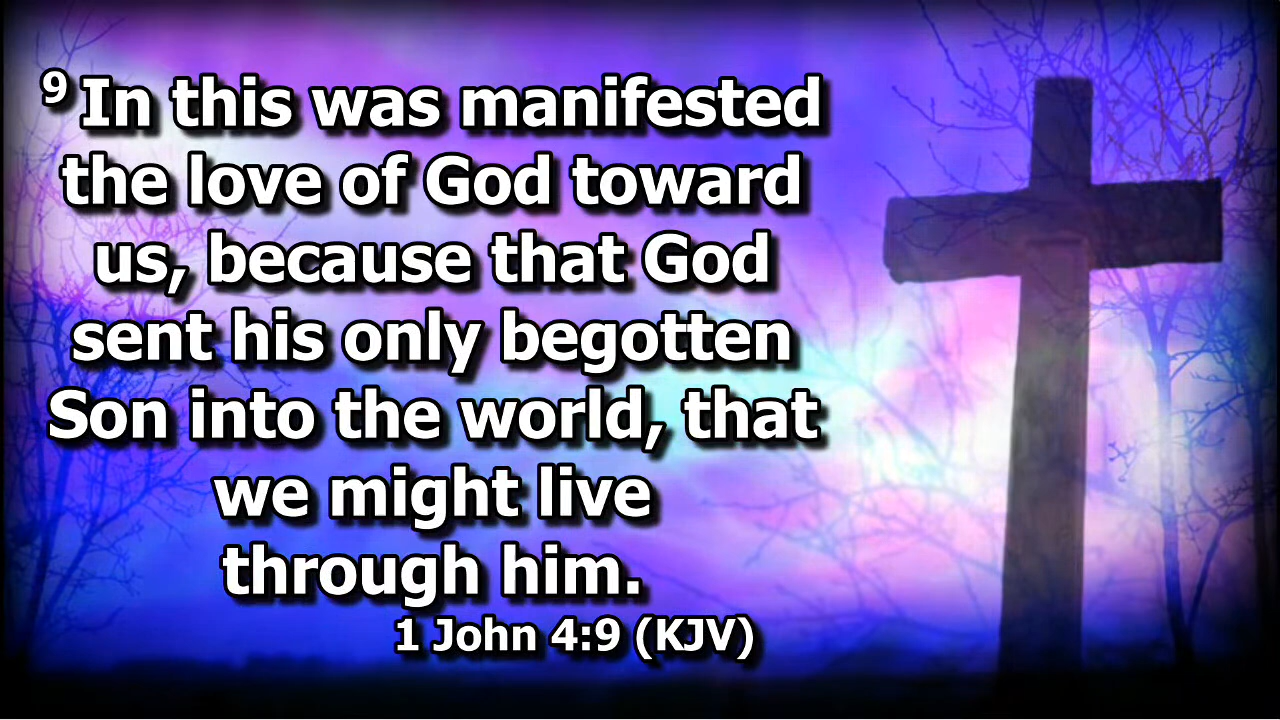 9 In this was manifested
the love of God toward
us, because that God
sent his only begotten
Son into the world, that
we might live
through him.
1 John 4:9 (KJV)